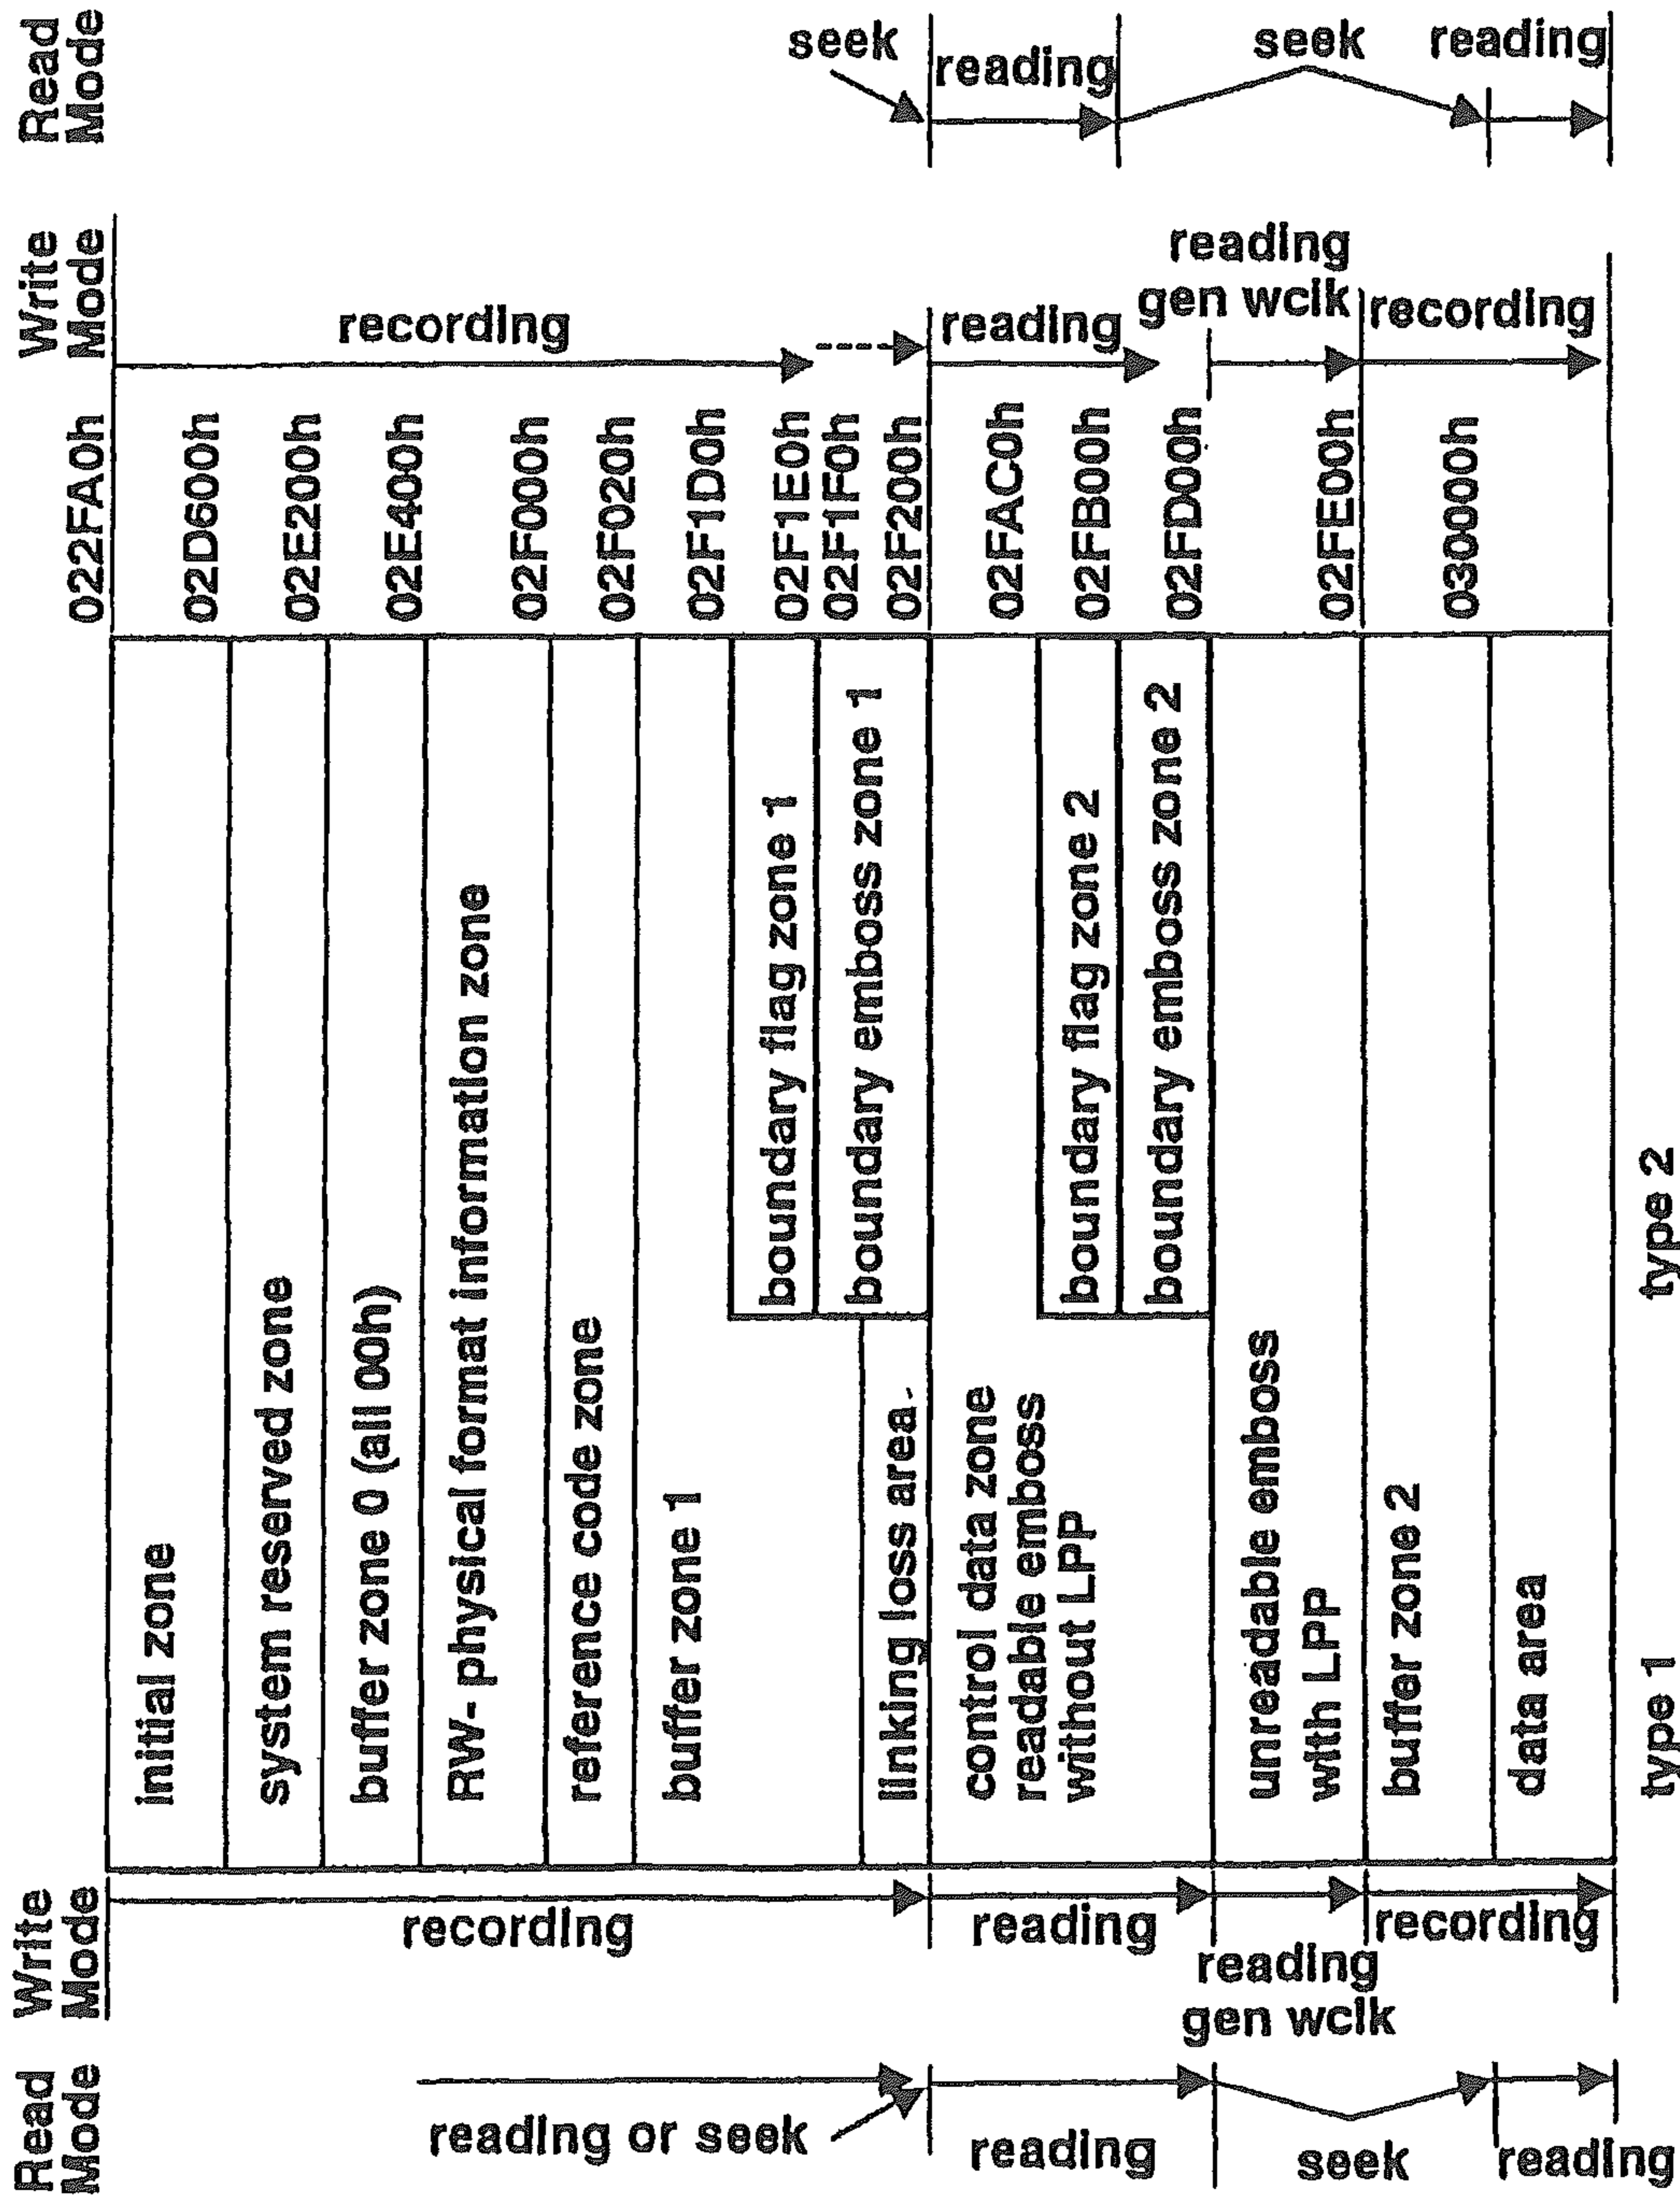 Read
Mode
Write
Mode
type 1
type 2
Write
Mode
Read
Mode
022FA0h
initial zone
02D600h
system reserved zone
02E200h
buffer zone 0 (all 00h)
02E400h
RW- physical format information zone
02F000h
reference code zone
02F020h
buffer zone 1
02F1D0h
boundary flag zone 1
02F1E0h
boundary emboss zone 1
02F1F0h
linking loss area
02F200h
control data zone
readable emboss
without LPP
02FAC0h
boundary flag zone 2
02FB00h
boundary emboss zone 2
02FD00h
unreadable emboss
with LPP
02FE00h
buffer zone 2
030000h
data area
recording
reading
reading
gen wclk
recording
reading or seek
reading
seek
reading
recording
reading
reading
gen wclk
recording
seek
reading
seek
reading